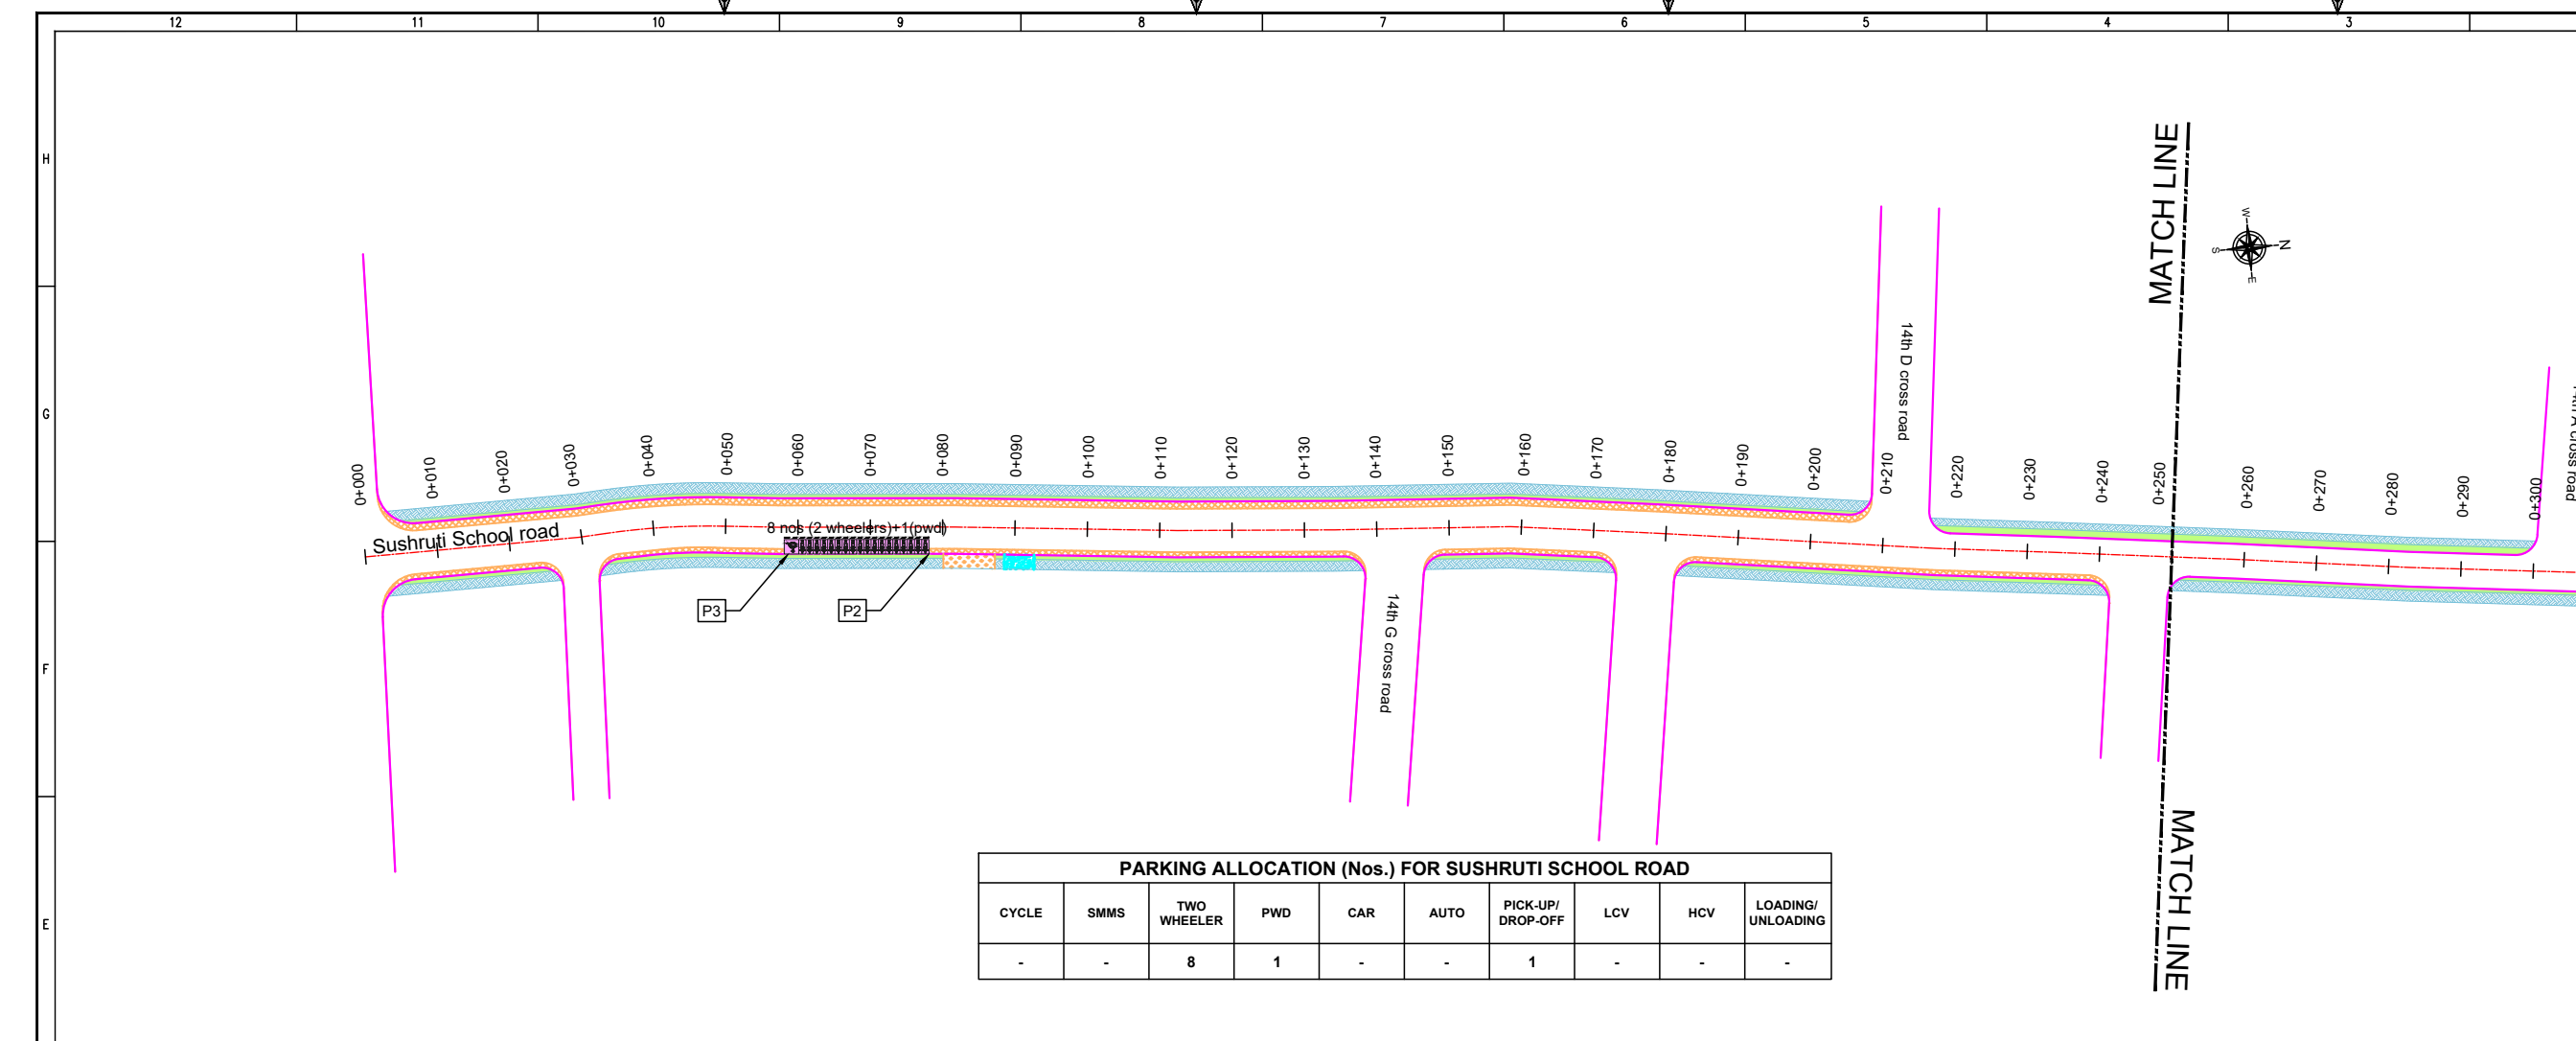 12 11 10 9 8 7 6 5 4 3
H
G
F
E
MATCH LINE
W
N
S
E
14th D cross road
cross road
0+000 0+010 0+020 0+030 0+040 0+050 0+060 0+070 0+080 0+090 0+100 0+110 0+120 0+130 0+140 0+150 0+160 0+170 0+180 0+190 0+200 0+210 0+220 0+230 0+240 0+250 0+260 0+270 0+280 0+290 0+300
Sushruti School road
8 nos (2 wheelers)+1(pwd)
P3
P2
14th G cross road
MATCH LINE
PARKING ALLOCATION (Nos.) FOR SUSHRUTI SCHOOL ROAD
CYCLE SMMS TWO WHEELER PWD CAR AUTO PICK-UP/ DROP-OFF LCV HCV LOADING/ UNLOADING
- - 8 1 - - 1 - - -